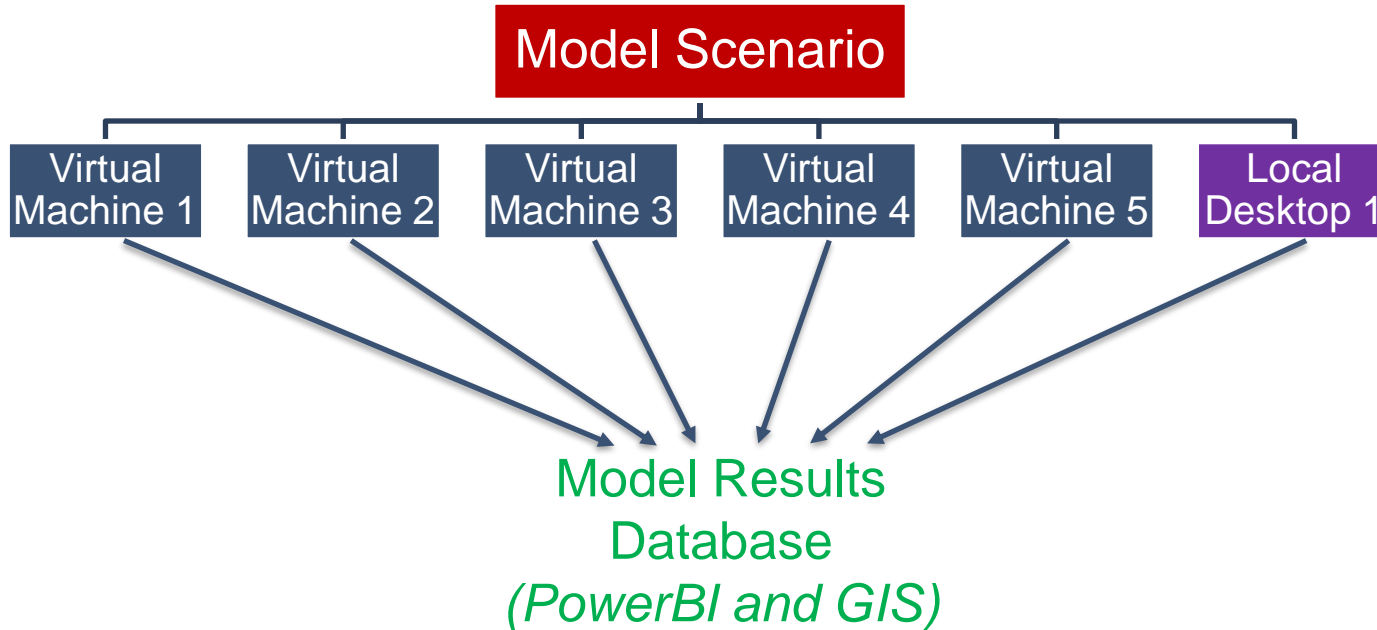 Model Scenario
Virtual
Machine 1
Virtual
Machine 2
Virtual
Machine 3
Virtual
Machine 4
Virtual
Machine 5
Local
Desktop 1
Model Results
Database
(PowerBI and GIS)